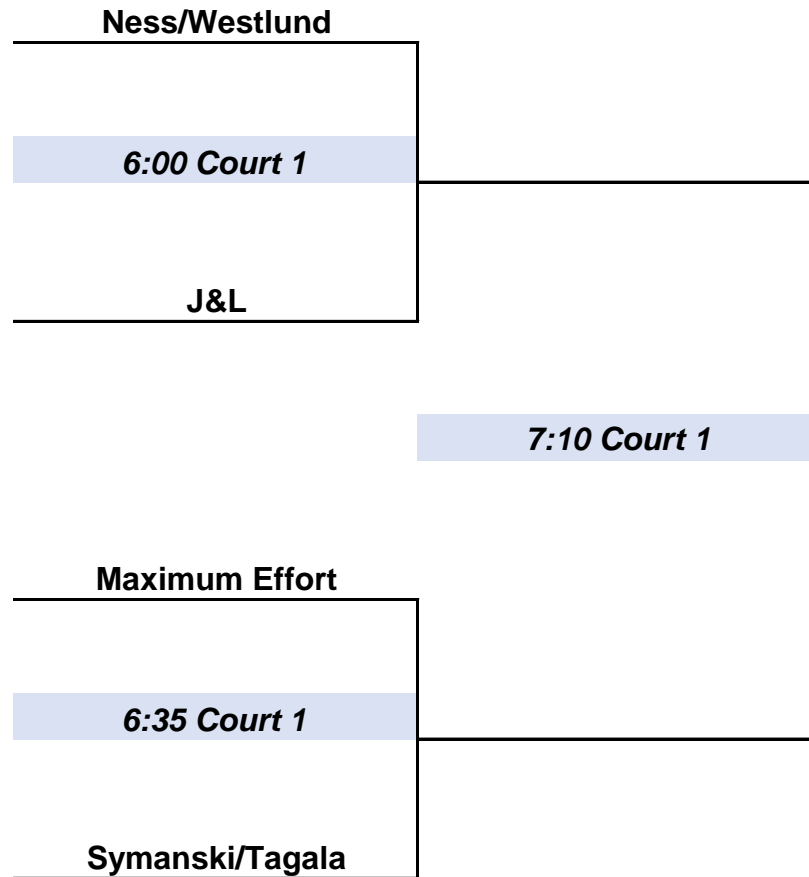 Ness/Westlund
6:00 Court 1
J&L
7:10 Court 1
Maximum Effort
6:35 Court 1
Symanski/Tagala